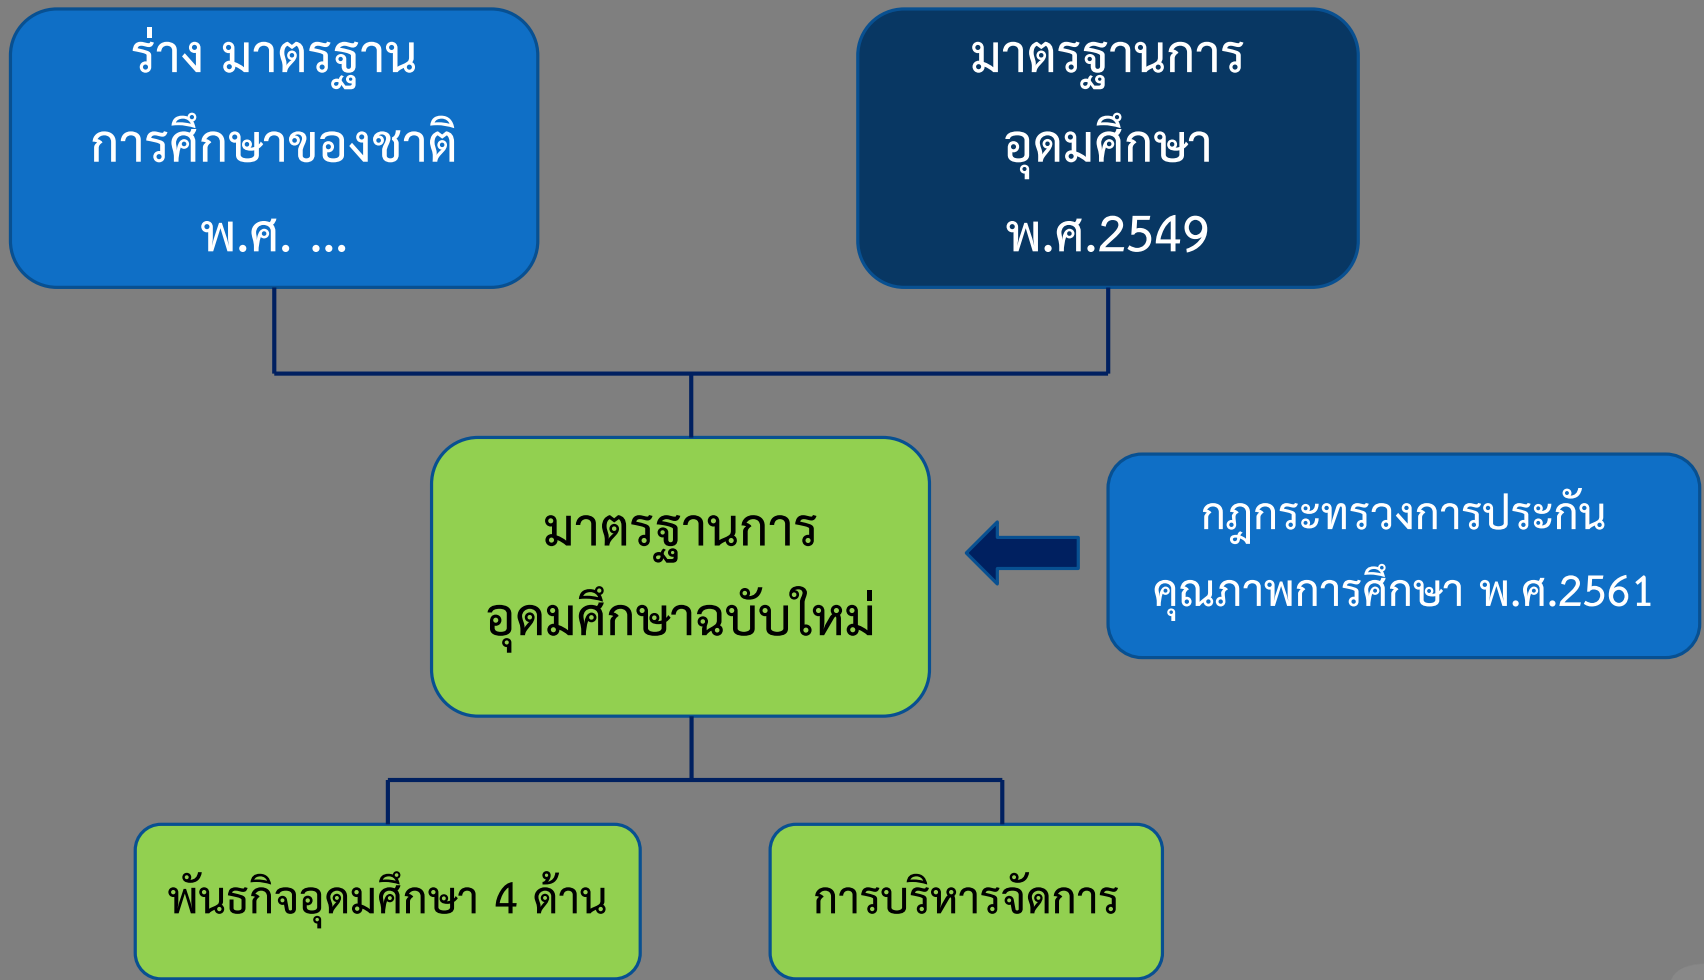 ร่าง มาตรฐาน
การศึกษาของชาติ
พ.ศ. ...
มาตรฐานการ
อุดมศึกษา
พ.ศ.2549
มาตรฐานการ
อุดมศึกษาฉบับใหม่
กฎกระทรวงการประกัน
คุณภาพการศึกษา พ.ศ.2561
พันธกิจอุดมศึกษา 4 ด้าน
การบริหารจัดการ